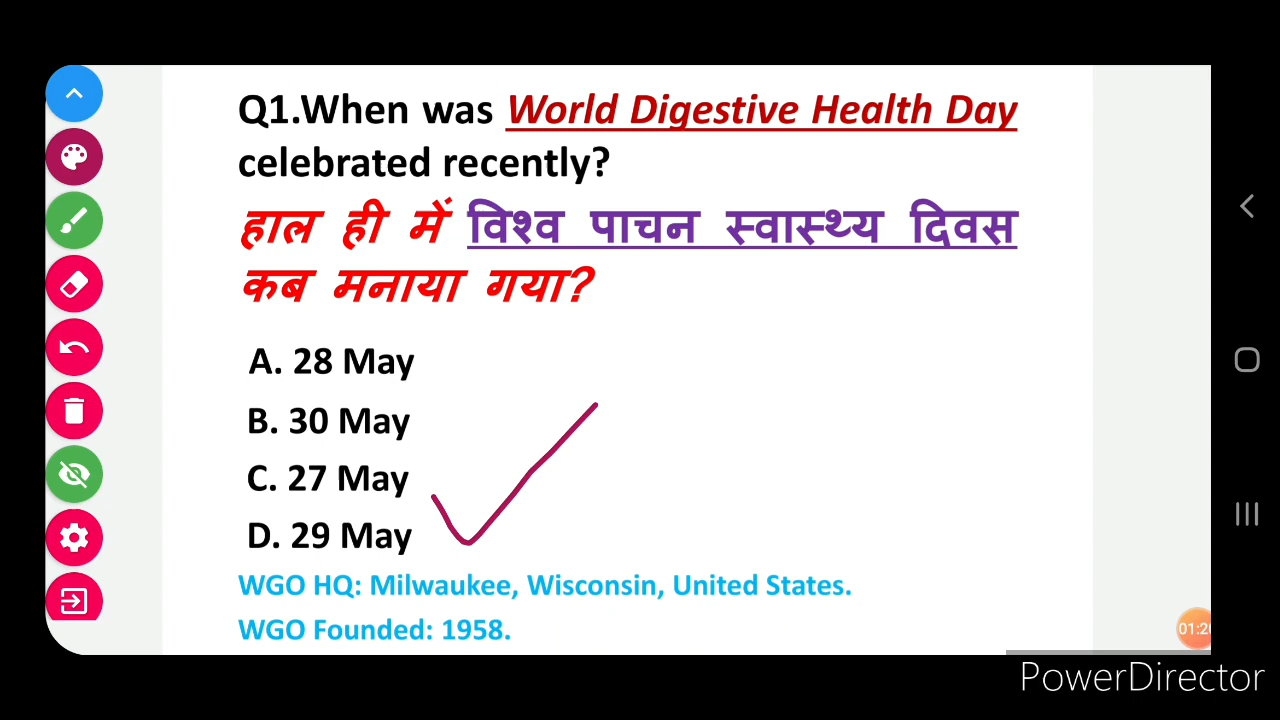 Q1.When was World Digestive Health Day
celebrated recently?
हाल ही में विश्व पाचन स्वास्थ्य दिवस
कब मनाया गया?
A. 28 May
B. 30 May
C. 27 May
D. 29 May
WGO HQ: Milwaukee, Wisconsin, United States.
WGO Founded: 1958.
PowerDirector